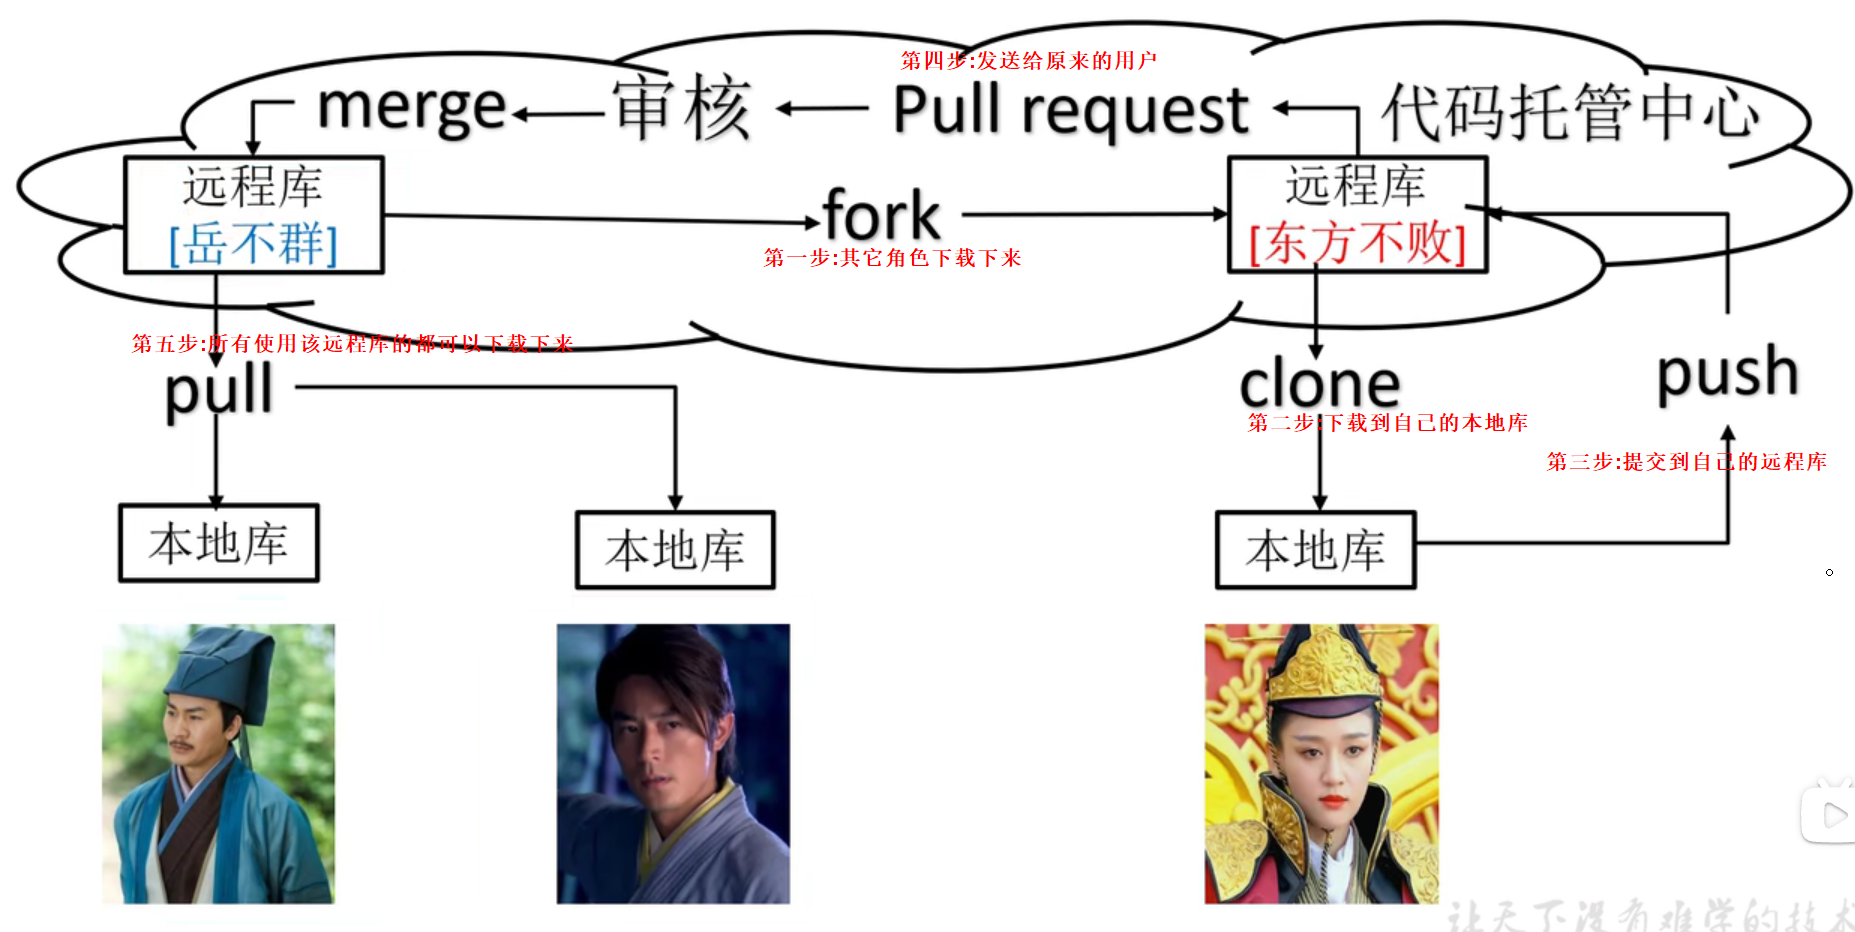 第四步:发送给原来的用户
merge
审核
Pull request
代码托管中心
远程库
[岳不群]
fork
远程库
[东方不败]
第一步:其它角色下载下来
第五步:所有使用该远程库的都可以下载下来
pull
clone
push
第二步:下载到自己的本地库
第三步:提交到自己的远程库
本地库
本地库
本地库
让天下没有难学的技术